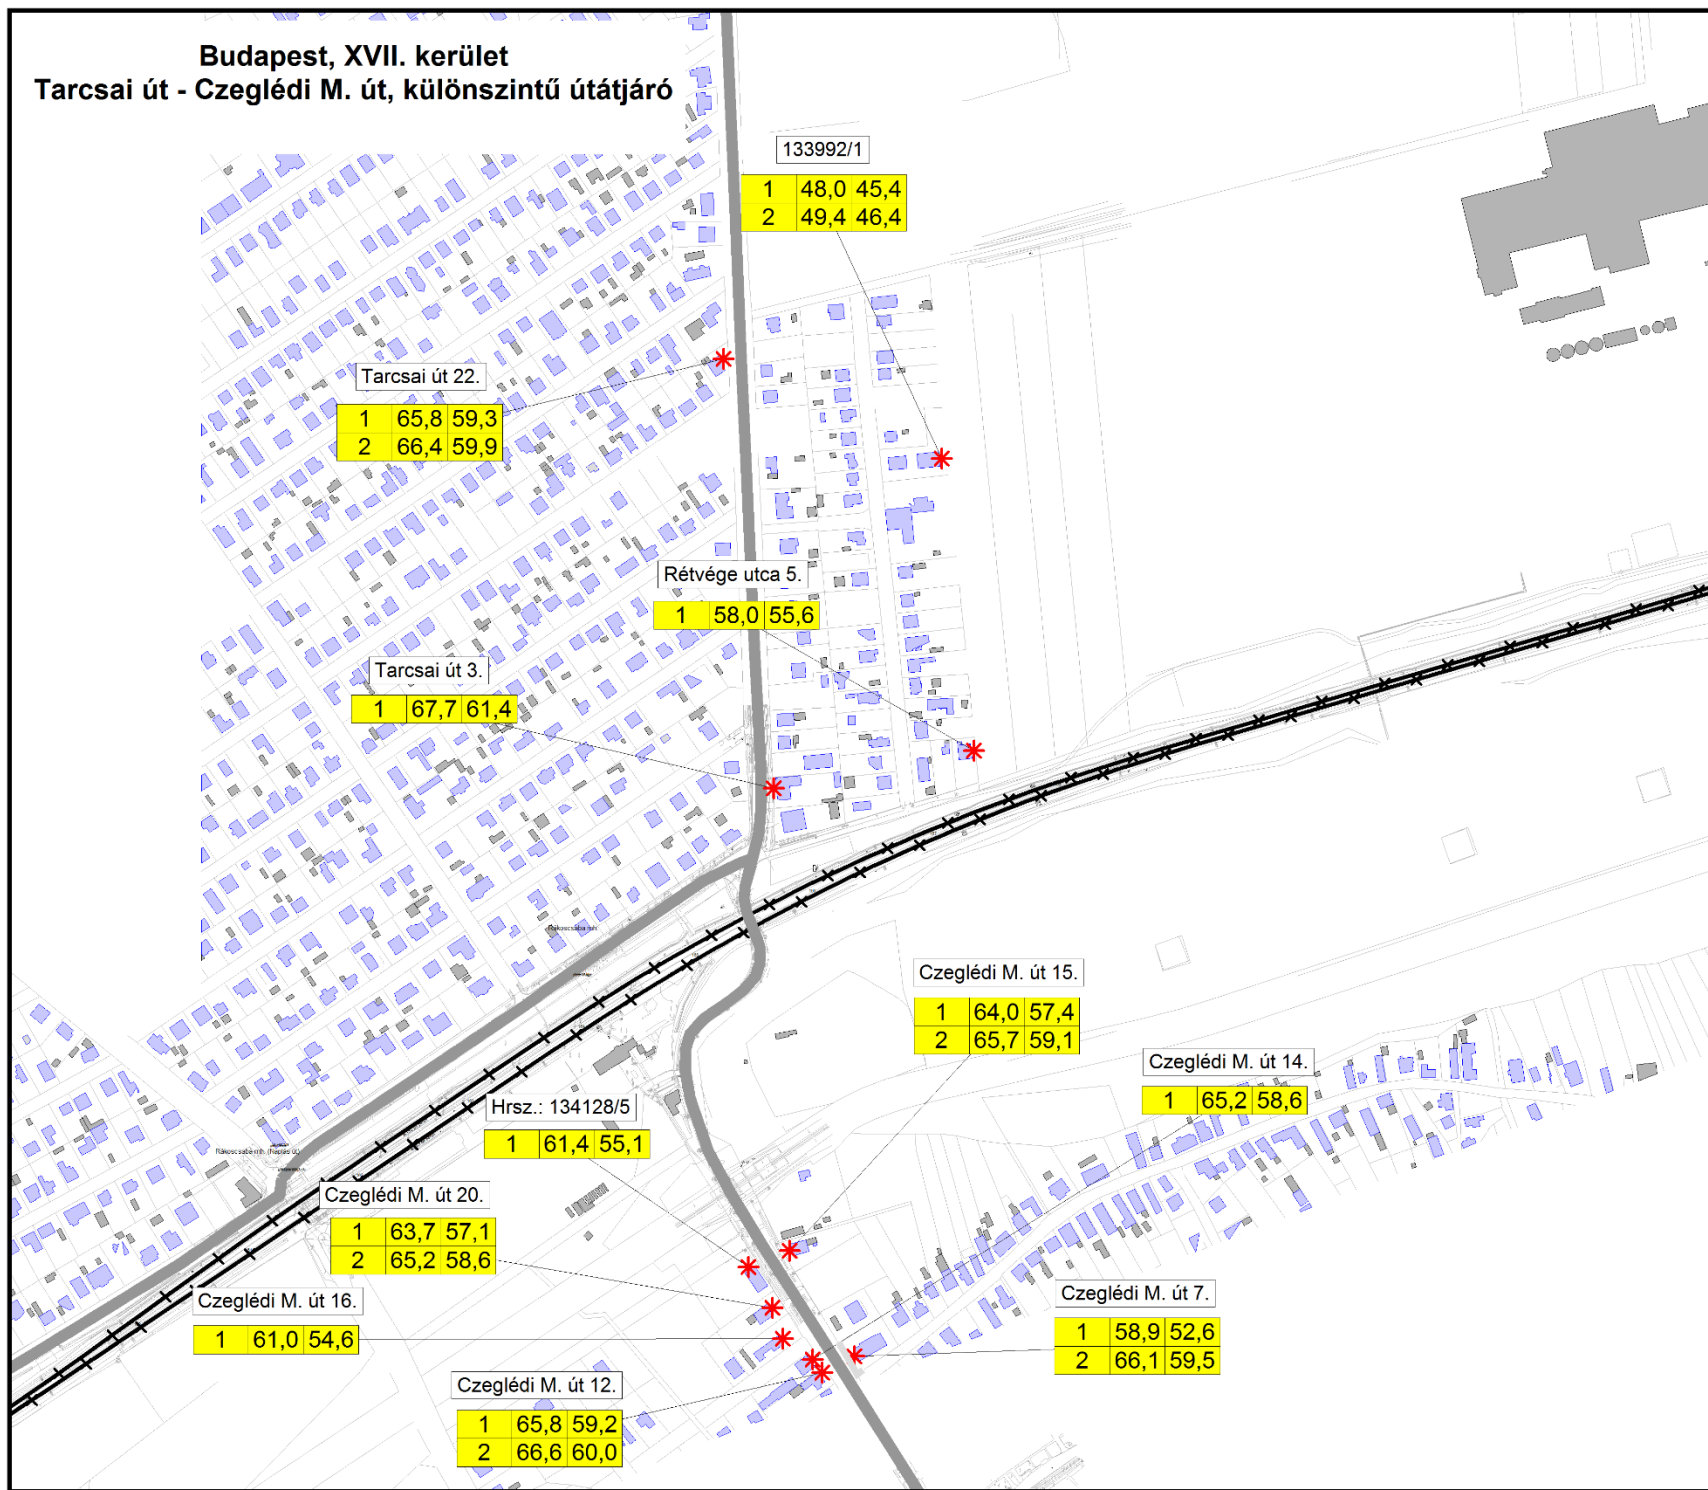 Budapest, XVII. kerület
Tarcsai út - Czeglédi M. út, különszintű útátjáró
133992/1
1 48,0 45,4
2 49,4 46,4
Tarcsai út 22.
1 65,8 59,3
2 66,4 59,9
Rétvége utca 5.
1 58,0 55,6
Tarcsai út 3.
1 67,7 61,4
Rákoscsaba mh.
Czeglédi M. út 15.
1 64,0 57,4
2 65,7 59,1
Czeglédi M. út 14.
1 65,2 58,6
Hrsz.: 134128/5
1 61,4 55,1
Rákoscsaba mh. (Naplás út)
Czeglédi M. út 20.
1 63,7 57,1
2 65,2 58,6
Czeglédi M. út 16.
1 61,0 54,6
Czeglédi M. út 7.
1 58,9 52,6
2 66,1 59,5
Czeglédi M. út 12.
1 65,8 59,2
2 66,6 60,0